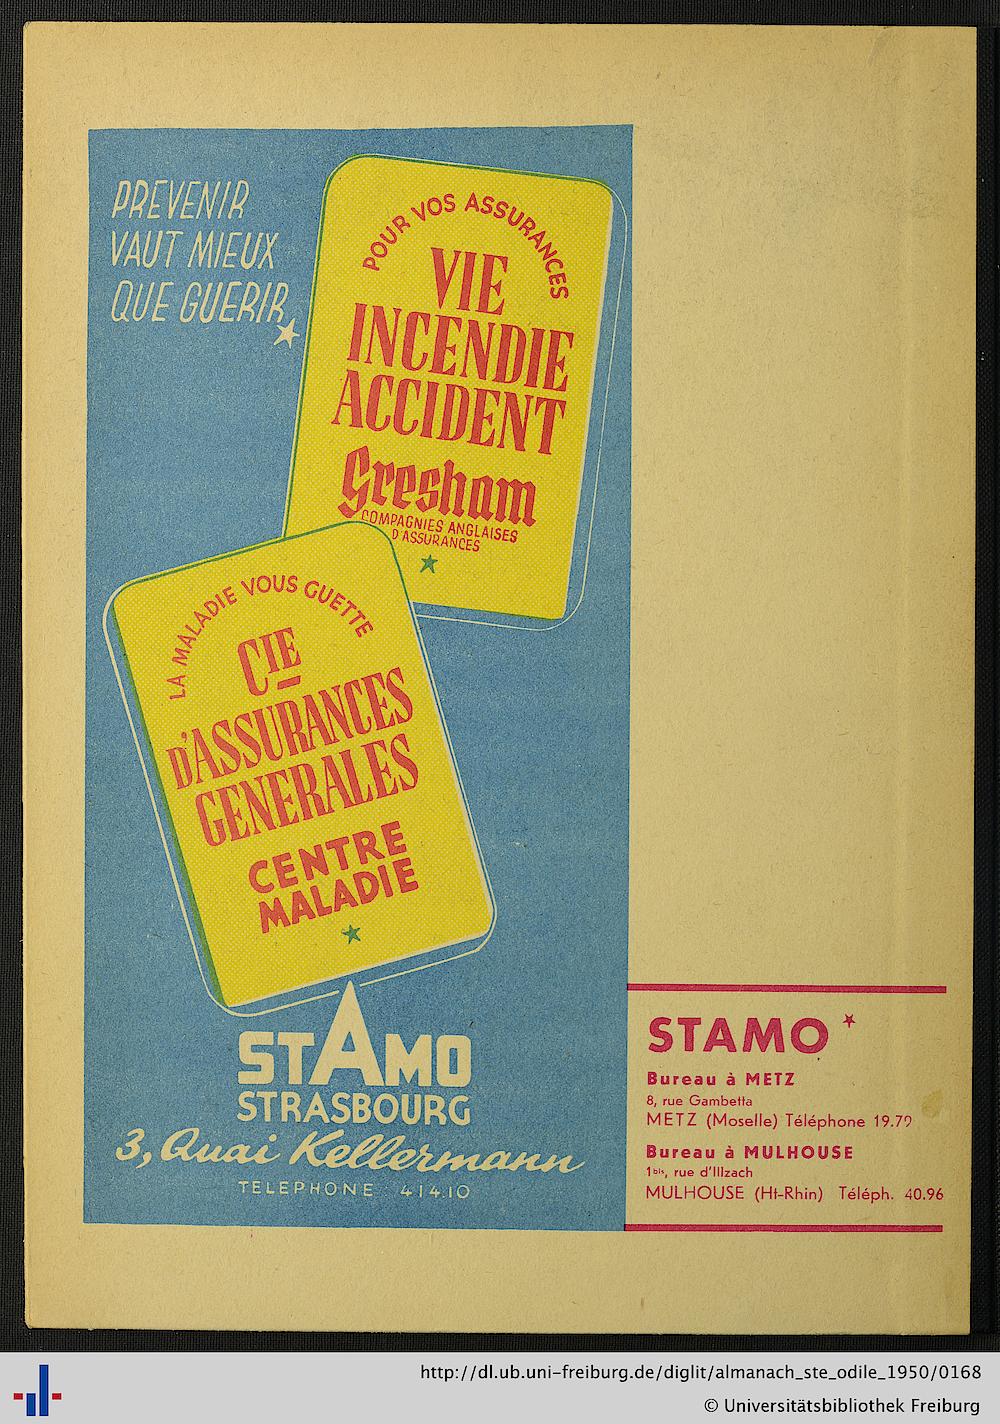 PREVENIR
VAUT MIEUX
QUE GUERIR
POUR VOS ASSURANCES
VIE
INCENDIE
ACCIDENT
Gresham
COMPAGNIES ANGLAISES
D'ASSURANCES
LA MALADIE VOUS GUETTE
CIE
D'ASSURANCES
GENERALES
CENTRE
MALADIE
STAMO
STRASBOURG
3, Quai Kellermann
TELEPHONE 414.10
STAMO
Bureau à METZ
8, rue Gambetta
METZ (Moselle) Téléphone 19.79
Bureau à MULHOUSE
1bis, rue d'Illzach
MULHOUSE (Ht-Rhin) Téléph. 40.96
http://dl.ub.uni-freiburg.de/diglit/almanach_ste_odile_1950/0168
© Universitätsbibliothek Freiburg